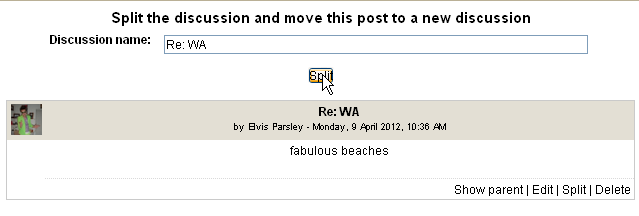 Split the discussion and move this post to a new discussion
Discussion name: Re: WA
Split
Re: WA
by Elvis Parsley - Monday, 9 April 2012, 10:36 AM
fabulous beaches
Show parent | Edit | Split | Delete